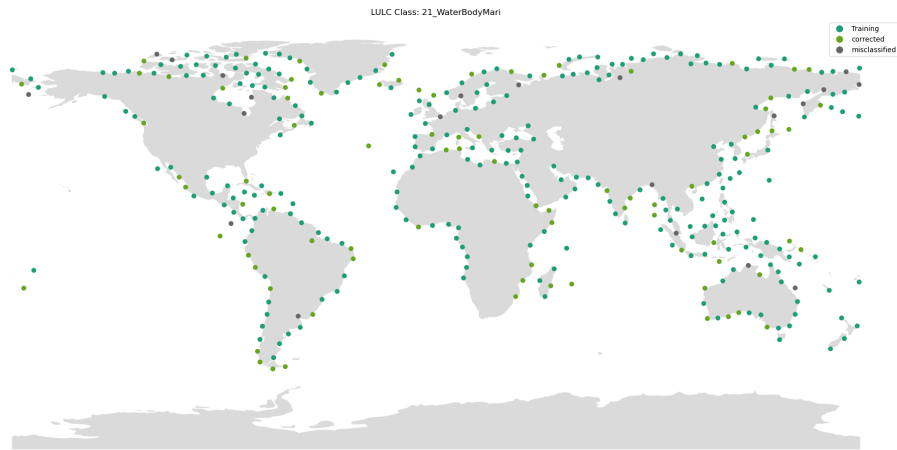 LULC Class: 21_WaterBodyMari
Training
corrected
misclassified